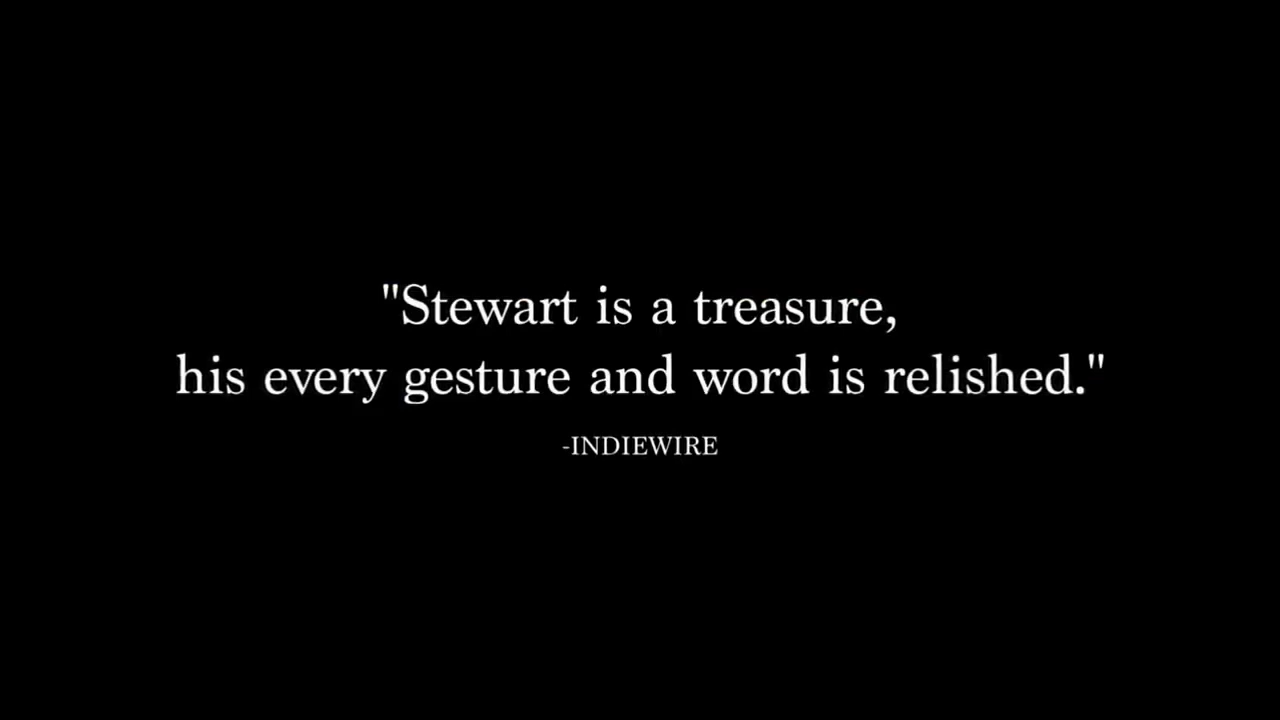 "Stewart is a treasure,
his every gesture and word is relished."
-INDIEWIRE